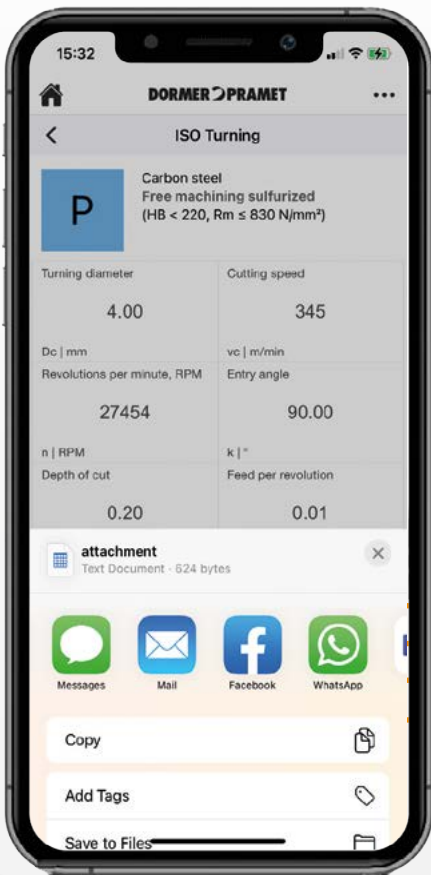 15:32
DORMER PRAMET
ISO Turning
P
Carbon steel
Free machining sulfurized
(HB < 220, Rm ≤ 830 N/mm²)
Turning diameter
Cutting speed
4.00
345
Dc | mm
vc | m/min
Revolutions per minute, RPM
Entry angle
27454
90.00
n | RPM
k | °
Depth of cut
Feed per revolution
0.20
0.01
attachment
Text Document - 624 bytes
Messages
Mail
Facebook
WhatsApp
Copy
Add Tags
Save to Files